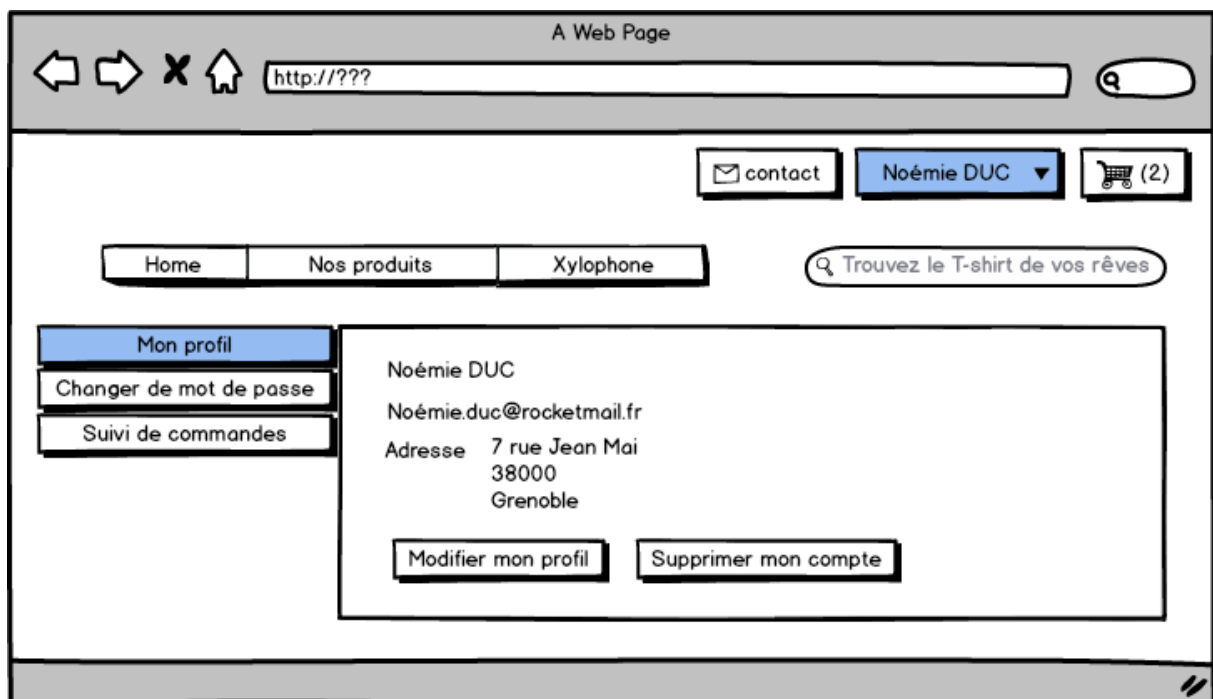 A Web Page
http://???
contact
Noémie DUC
(2)
Home
Nos produits
Xylophone
Trouvez le T-shirt de vos rêves
Mon profil
Changer de mot de passe
Suivi de commandes
Noémie DUC
Noémie.duc@rocketmail.fr
Adresse 7 rue Jean Mai
38000
Grenoble
Modifier mon profil
Supprimer mon compte